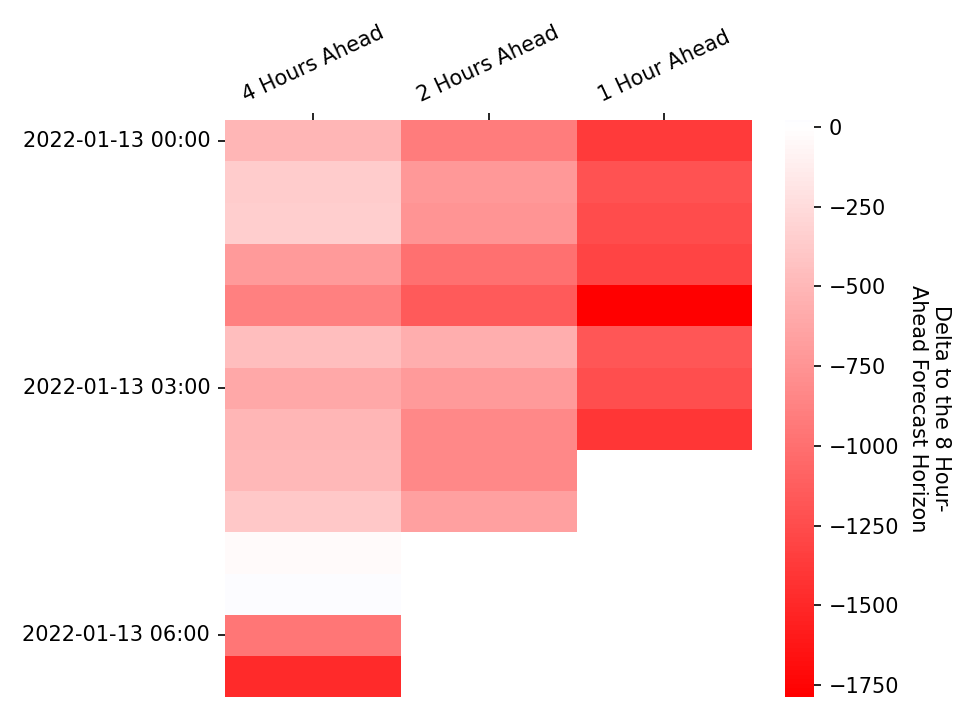 4 Hours Ahead
2 Hours Ahead
1 Hour Ahead
2022-01-13 00:00
2022-01-13 03:00
2022-01-13 06:00
0
−250
−500
−750
−1000
−1250
−1500
−1750
Delta to the 8 Hour-
Ahead Forecast Horizon